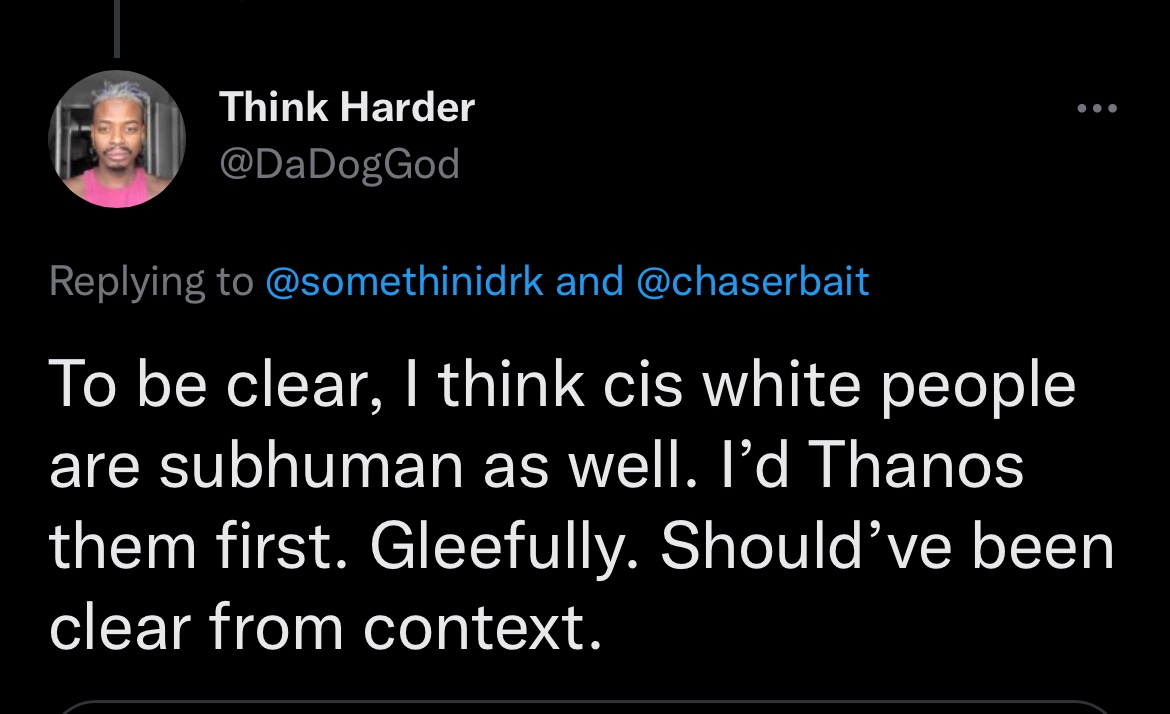 Think Harder
@DaDogGod
Replying to @somethinidrk and @chaserbait
To be clear, I think cis white people
are subhuman as well. I’d Thanos
them first. Gleefully. Should’ve been
clear from context.